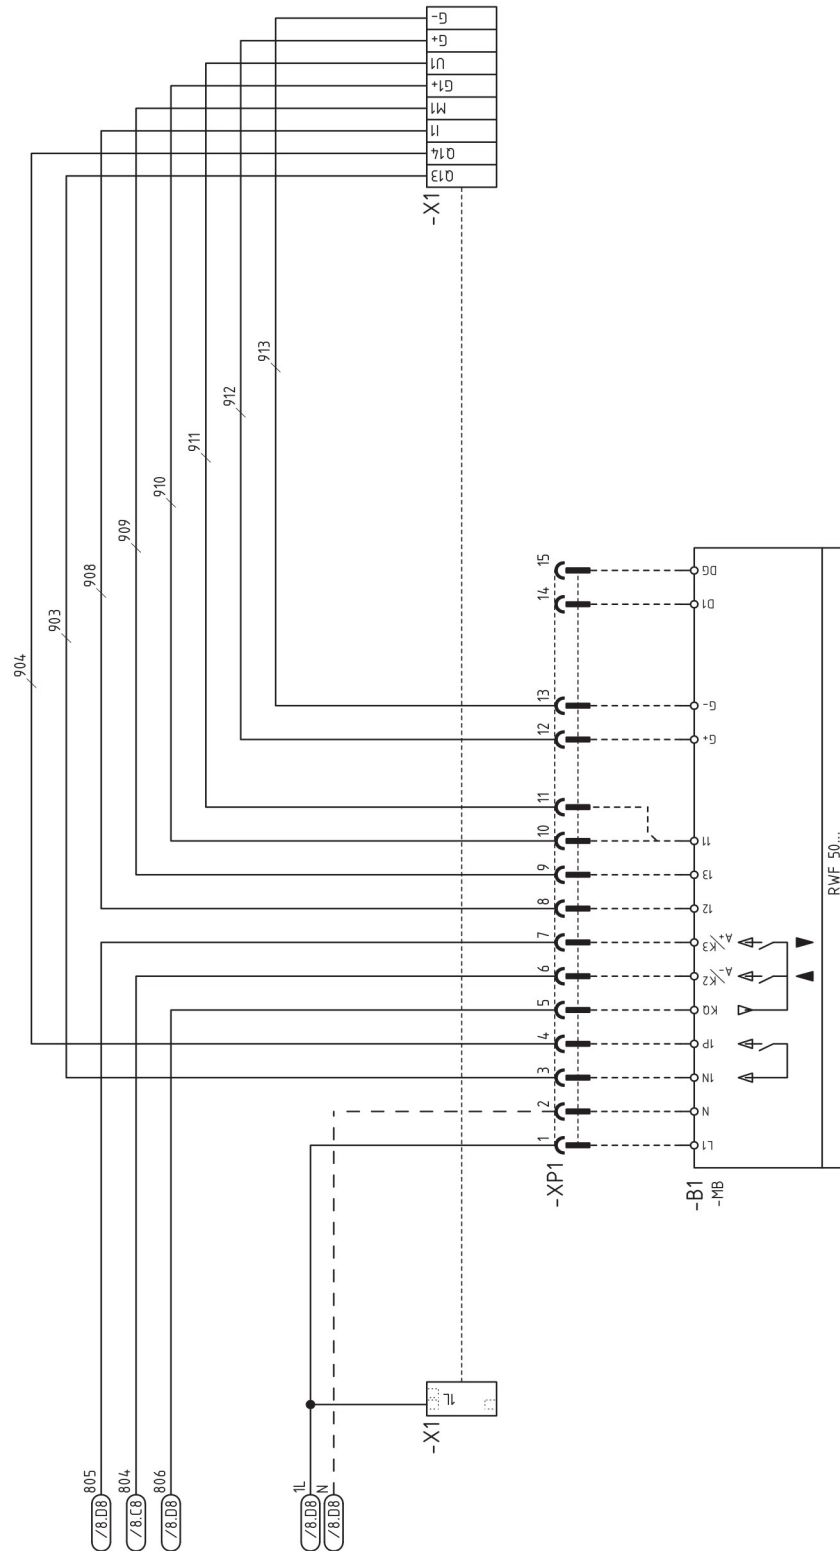 G-
G+
U1
G1+
M1
I1
Q14
Q13
-X1
913
912
911
910
909
908
903
904
15
14
13
12
11
10
9
8
7
6
5
4
3
2
1
-XP1
DG
D1
G-
G+
11
13
12
K3/A+
K2/A-
KQ
1P
1N
N
L1
-B1
-MB
RWF 50...
1L
-X1
805
/8.D8
804
/8.C8
806
/8.D8
1L
/8.D8
N
/8.D8